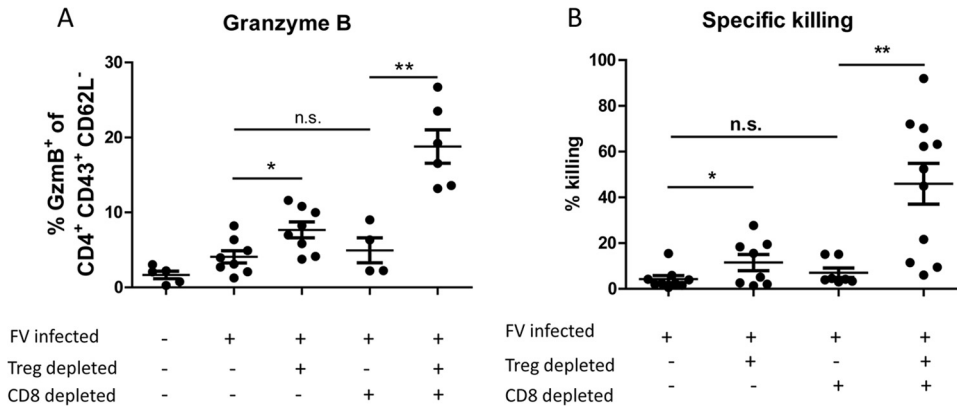 A
Granzyme B
% GzmB⁺ of
CD4⁺ CD43⁺ CD62L⁻
30
20
10
0
n.s.
*
**
FV infected - + + + +
Treg depleted - - + - +
CD8 depleted - - - + +
B
Specific killing
% killing
100
80
60
40
20
0
n.s.
*
**
FV infected + + + +
Treg depleted - + - +
CD8 depleted - - + +